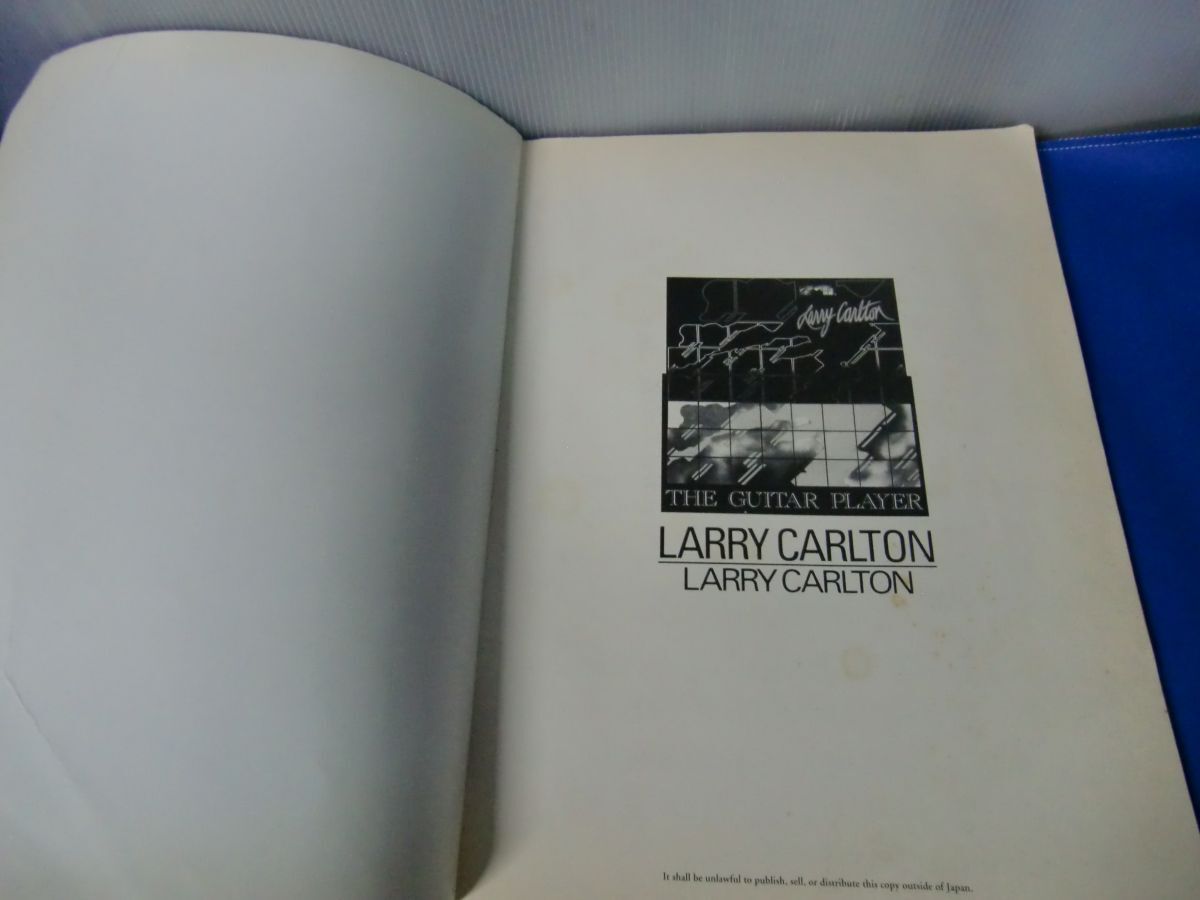 Larry Carlton
THE GUITAR PLAYER
LARRY CARLTON
LARRY CARLTON
It shall be unlawful to publish, sell, or distribute this copy outside of Japan.